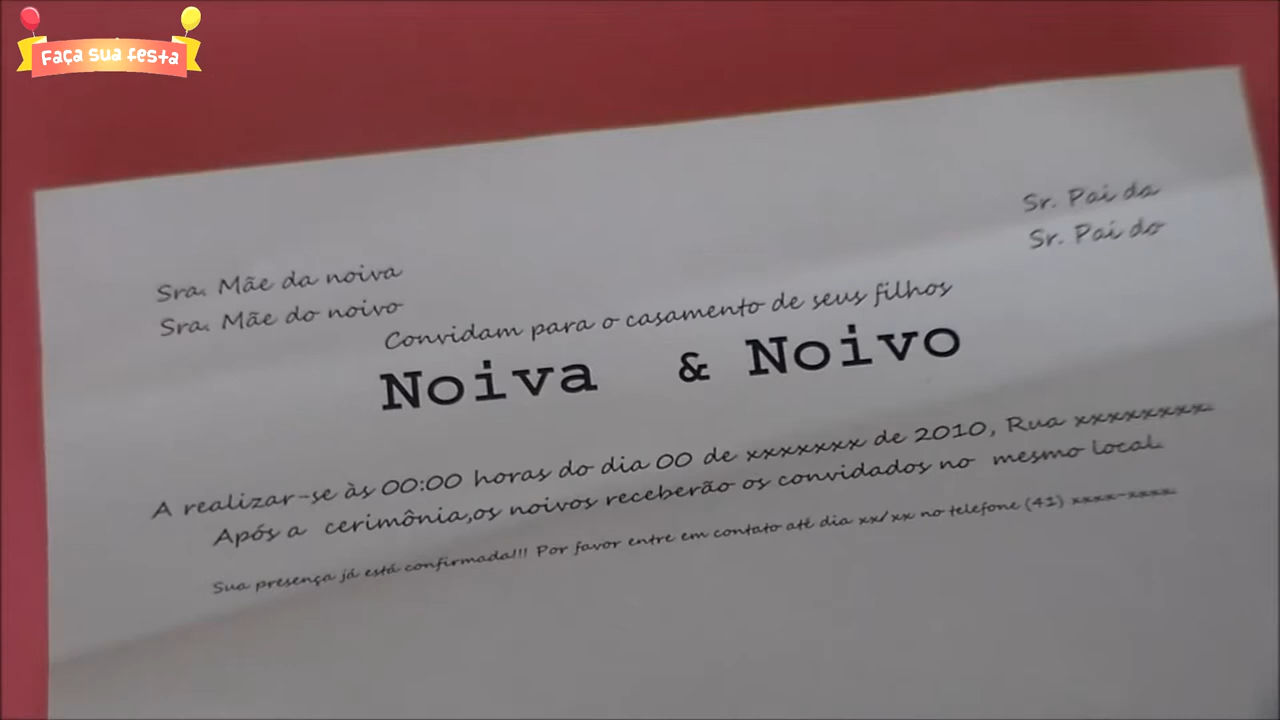 Faça sua festa
Sr. Pai da
Sr. Pai do
Sra. Mãe da noiva
Sra. Mãe do noivo
Convidam para o casamento de seus filhos
Noiva & Noivo
A realizar-se às 00:00 horas do dia 00 de xxxxxxx de 2010, Rua xxxxxxxx.
Após a cerimônia,os noivos receberão os convidados no mesmo local.
Sua presença já está confirmada!!! Por favor entre em contato até dia xx/xx no telefone (41) xxxx-xxxx.